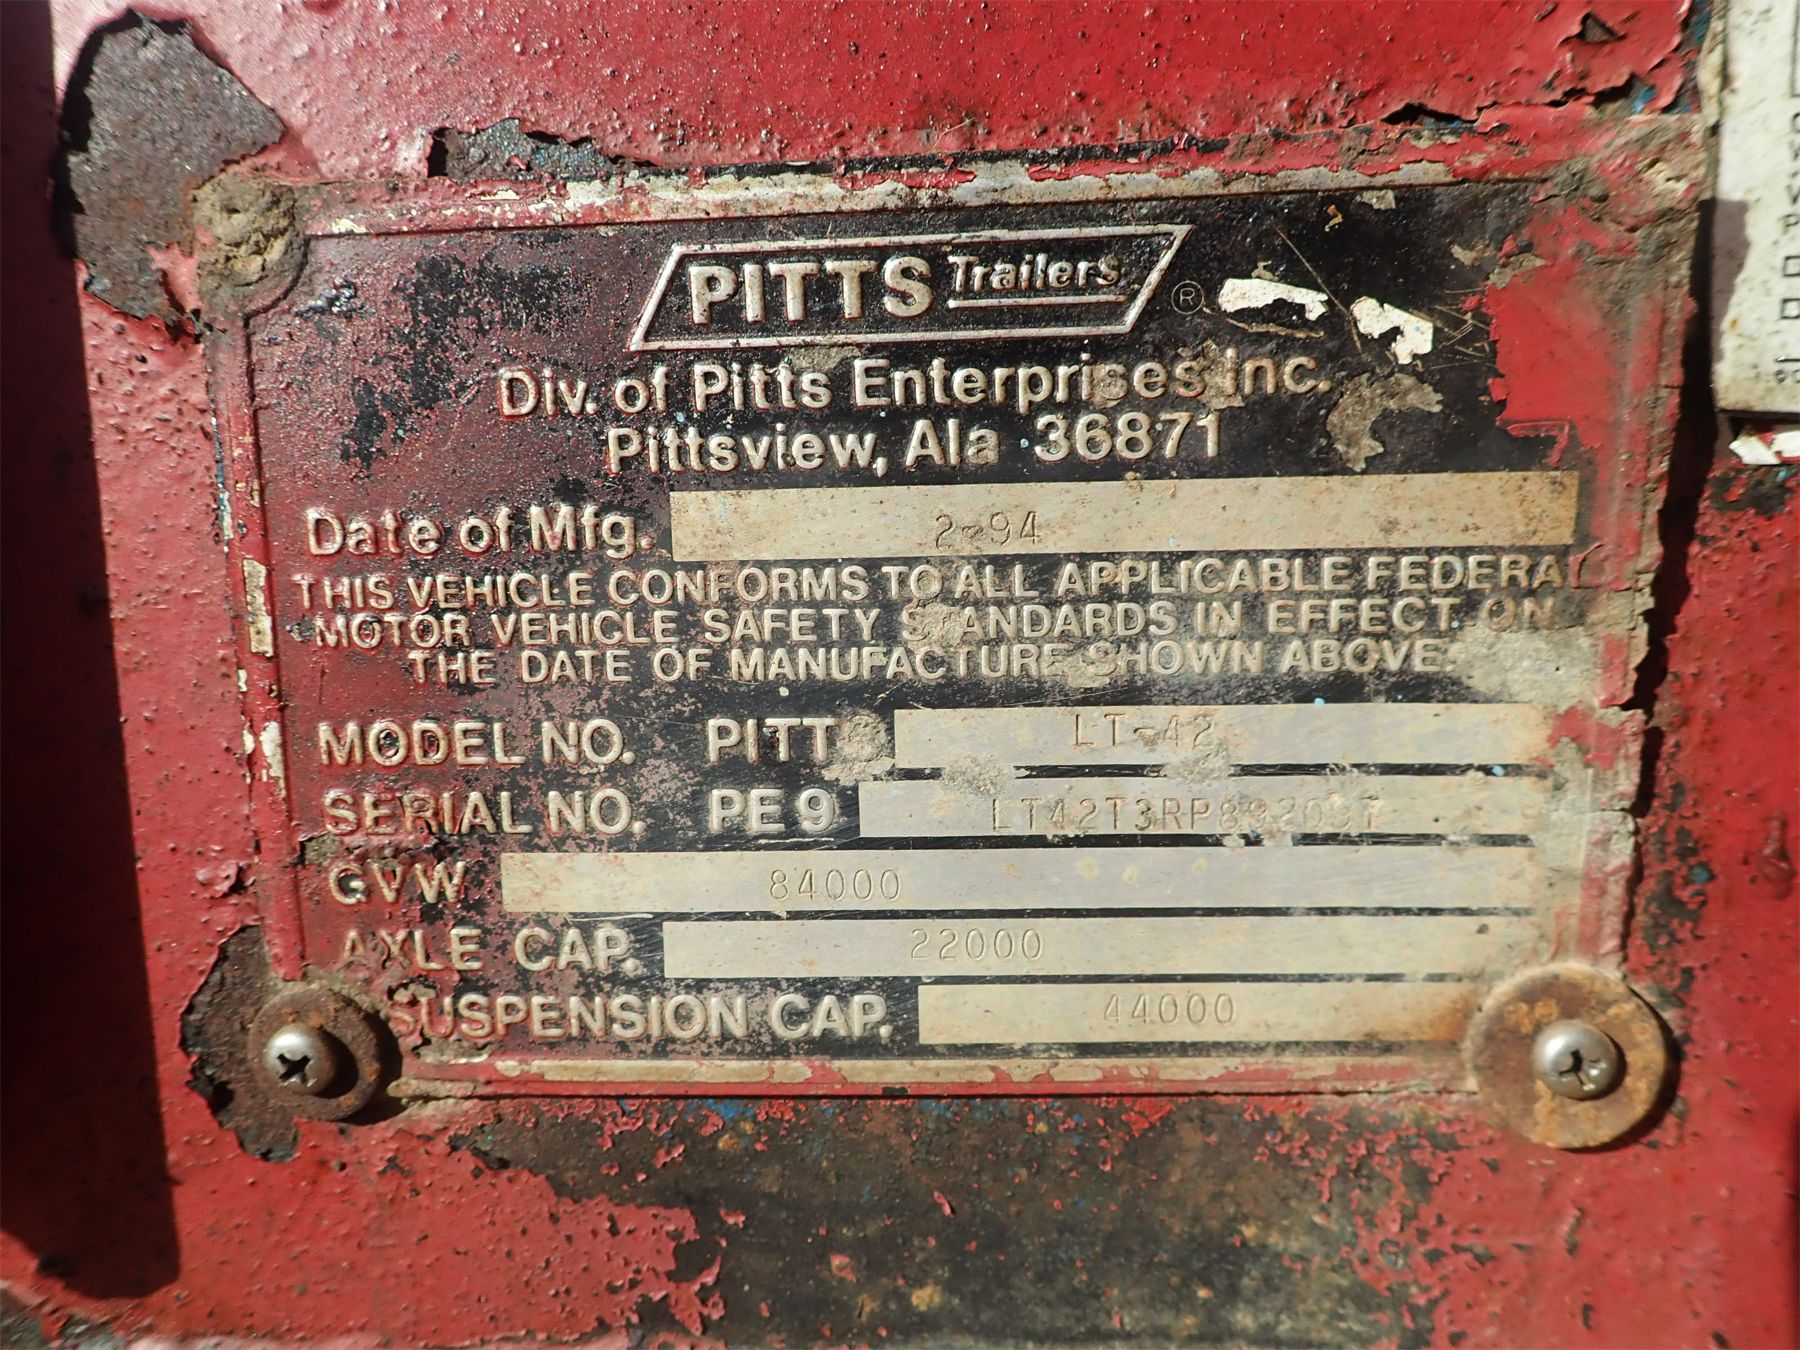 PITTS Trailers ®
Div. of Pitts Enterprises Inc.
Pittsview, Ala 36871
Date of Mfg. 2-94
THIS VEHICLE CONFORMS TO ALL APPLICABLE FEDERA
MOTOR VEHICLE SAFETY STANDARDS IN EFFECT ON
THE DATE OF MANUFACTURE SHOWN ABOVE.
MODEL NO. PITTS LT-42
SERIAL NO. PE9
GVW 84000
AXLE CAP. 22000
SUSPENSION CAP. 44000